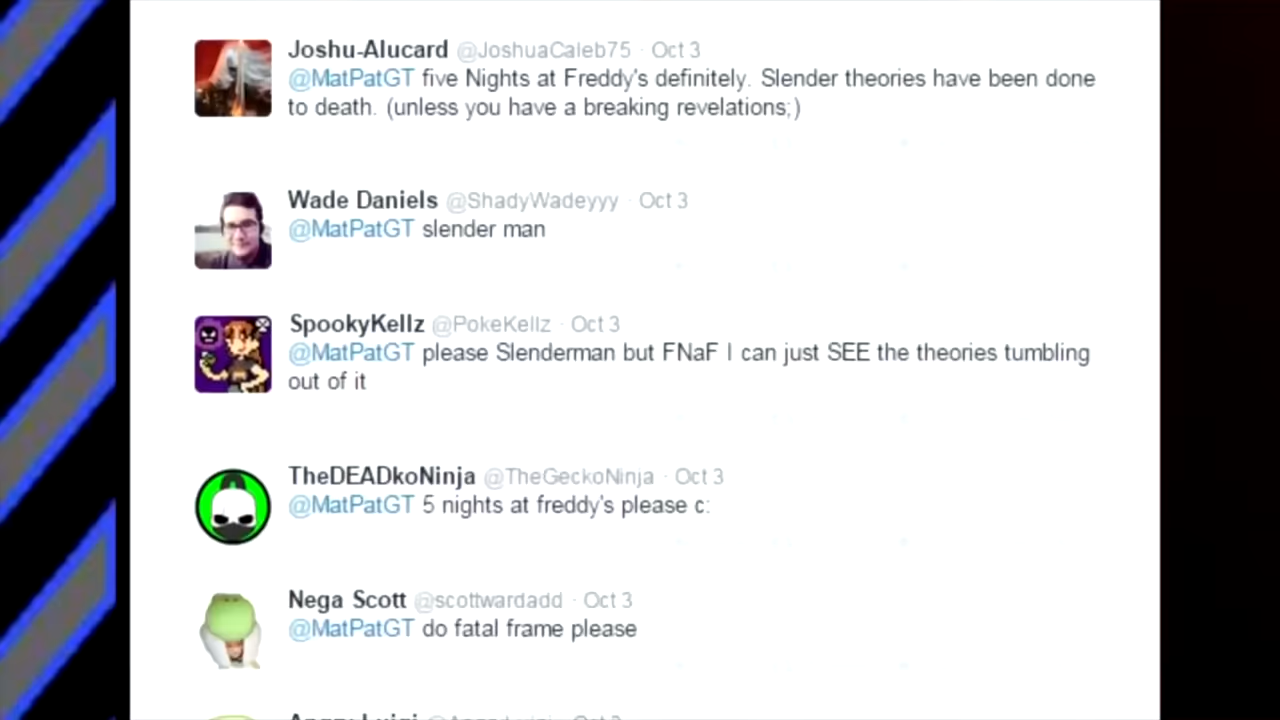 Joshu-Alucard @JoshuaCaleb75 · Oct 3
@MatPatGT five Nights at Freddy's definitely. Slender theories have been done
to death. (unless you have a breaking revelations;)
Wade Daniels @ShadyWadeyyy · Oct 3
@MatPatGT slender man
SpookyKellz @PokeKellz · Oct 3
@MatPatGT please Slenderman but FNaF I can just SEE the theories tumbling
out of it
TheDEADkoNinja @TheGeckoNinja · Oct 3
@MatPatGT 5 nights at freddy's please c:
Nega Scott @scottwardadd · Oct 3
@MatPatGT do fatal frame please
Angry Luigi